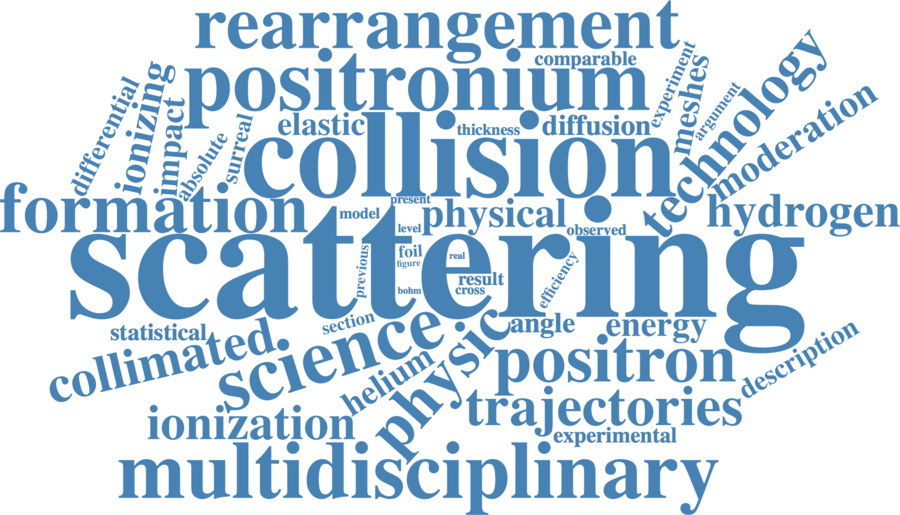 rearrangement
comparable
positronium
experiment
meshes
argument
technology
moderation
differential
ionizing
impact
absolute
surreal
elastic
thickness
diffusion
collision
formation
model
present
physical
hydrogen
level
observed
scattering
previous
foil
figure
real
result
bohm
cross
efficiency
statistical
section
angle
energy
collimated
science
helium
physic
positron
description
ionization
trajectories
experimental
multidisciplinary